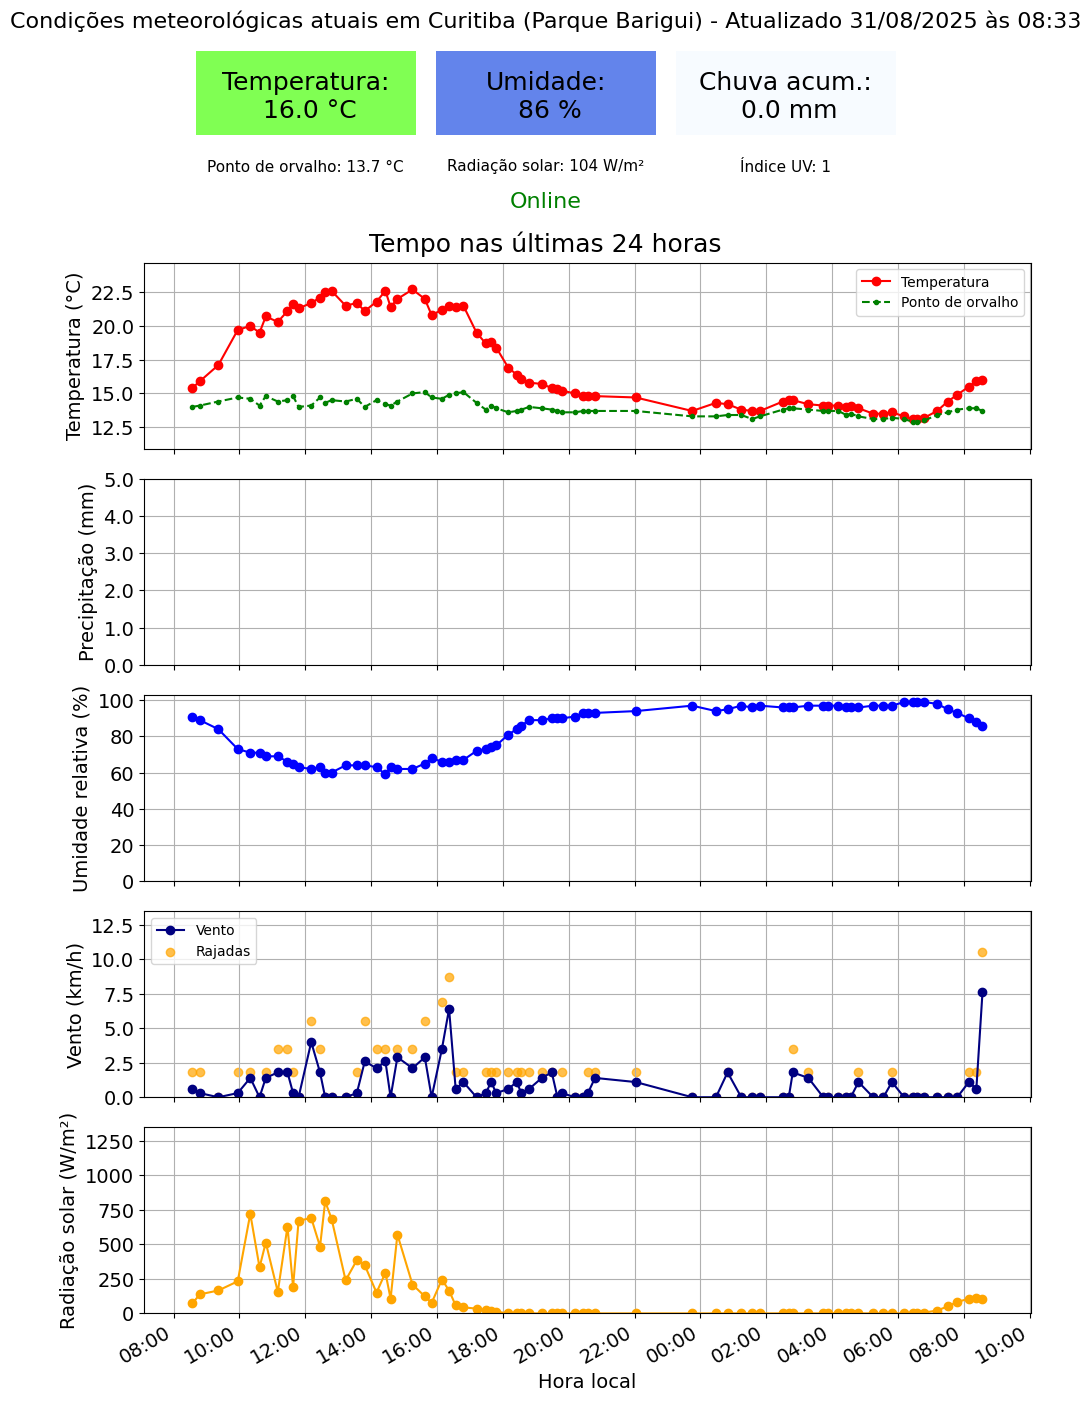 Condições meteorológicas atuais em Curitiba (Parque Barigui) - Atualizado 31/08/2025 às 08:33
Temperatura:
16.0 °C
Umidade:
86 %
Chuva acum.:
0.0 mm
Ponto de orvalho: 13.7 °C
Radiação solar: 104 W/m²
Índice UV: 1
Online
Tempo nas últimas 24 horas
Temperatura (°C)
22.5
20.0
17.5
15.0
12.5
Temperatura
Ponto de orvalho
Precipitação (mm)
5.0
4.0
3.0
2.0
1.0
0.0
Umidade relativa (%)
100
80
60
40
20
0
Vento (km/h)
12.5
10.0
7.5
5.0
2.5
0.0
Vento
Rajadas
Radiação solar (W/m²)
1250
1000
750
500
250
0
08:00 10:00 12:00 14:00 16:00 18:00 20:00 22:00 00:00 02:00 04:00 06:00 08:00 10:00
Hora local